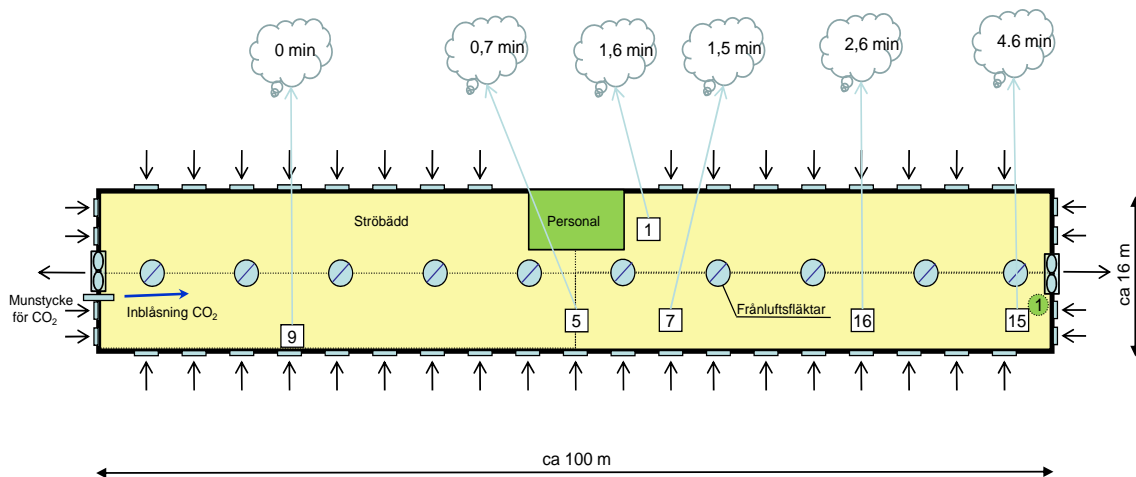 0 min
0,7 min
1,6 min
1,5 min
2,6 min
4.6 min
Ströbädd
Personal
1
Munstycke
för CO₂
Inblåsning CO₂
Frånluftsfläktar
9
5
7
16
15
1
ca 16 m
ca 100 m